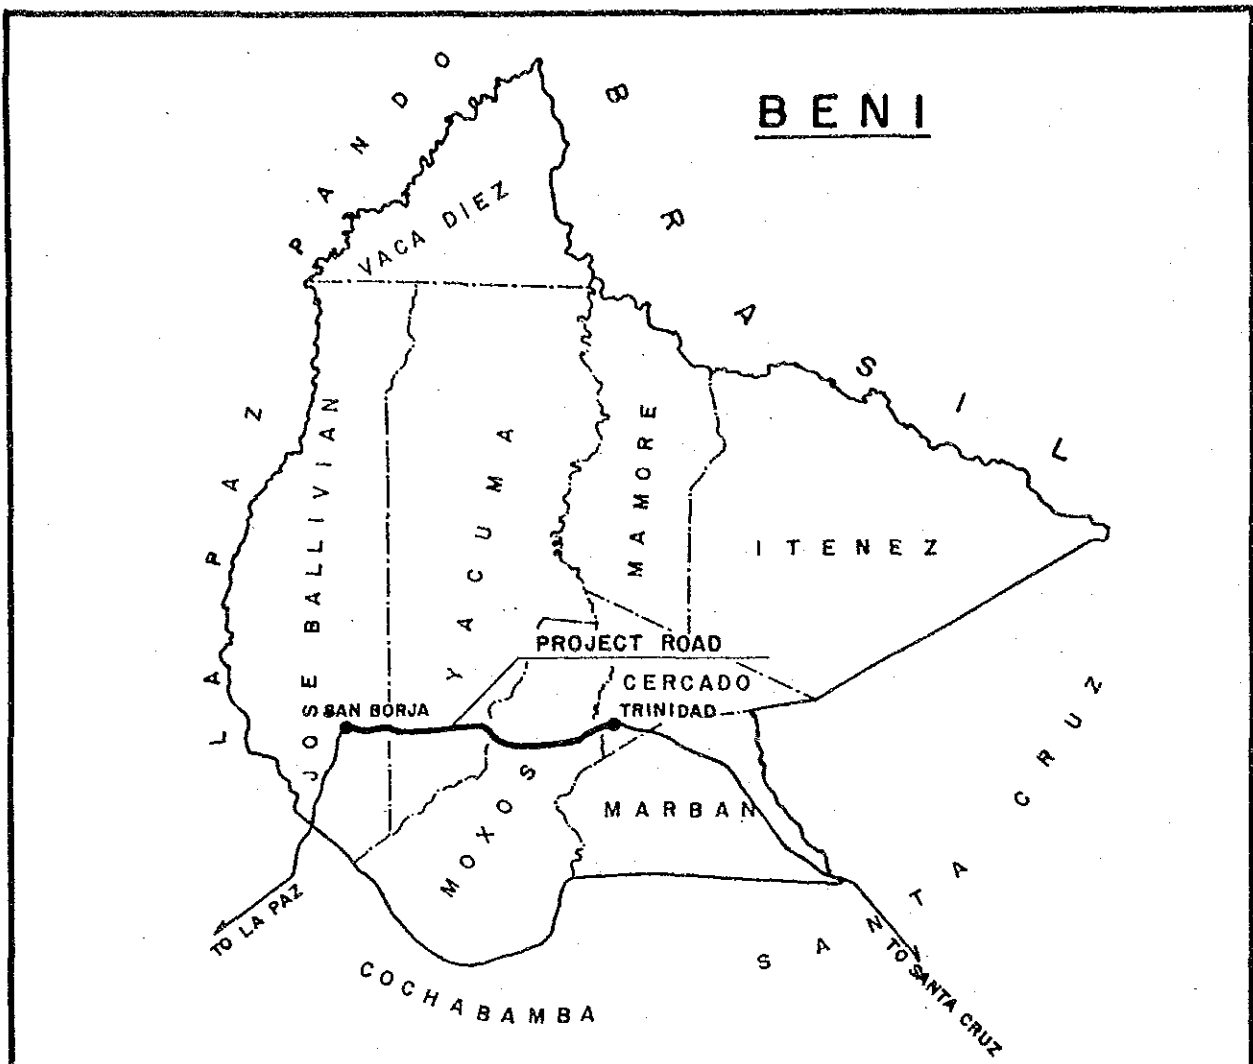 BENI
PANDO
BRASIL
VACA DIEZ
LA PAZ
JOSE BALLIVIAN
YACUMA
MAMORE
ITENEZ
PROJECT ROAD
CERCADO
SAN BORJA
TRINIDAD
MOXOS
MARBAN
SANTA CRUZ
TO LA PAZ
COCHABAMBA
TO SANTA CRUZ